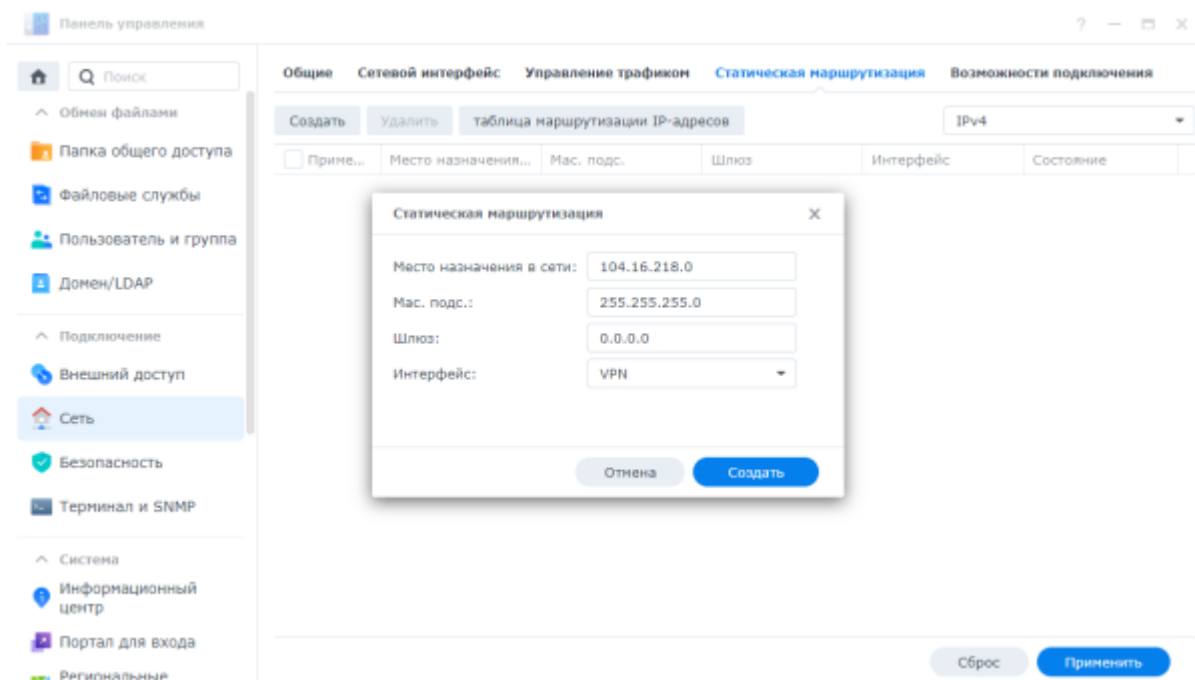 Панель управления
?
Поиск
Обмен файлами
Папка общего доступа
Файловые службы
Пользователь и группа
Домен/LDAP
Подключение
Внешний доступ
Сеть
Безопасность
Терминал и SNMP
Система
Информационный
центр
Портал для входа
Региональные
Общие Сетевой интерфейс Управление трафиком Статическая маршрутизация Возможности подключения
Создать Удалить таблица маршрутизации IP-адресов IPv4
Приме... Место назначения... Мас. подс. Шлюз Интерфейс Состояние
Статическая маршрутизация
Место назначения в сети: 104.16.218.0
Мас. подс.: 255.255.255.0
Шлюз: 0.0.0.0
Интерфейс: VPN
Отмена Создать
Сброс Применить